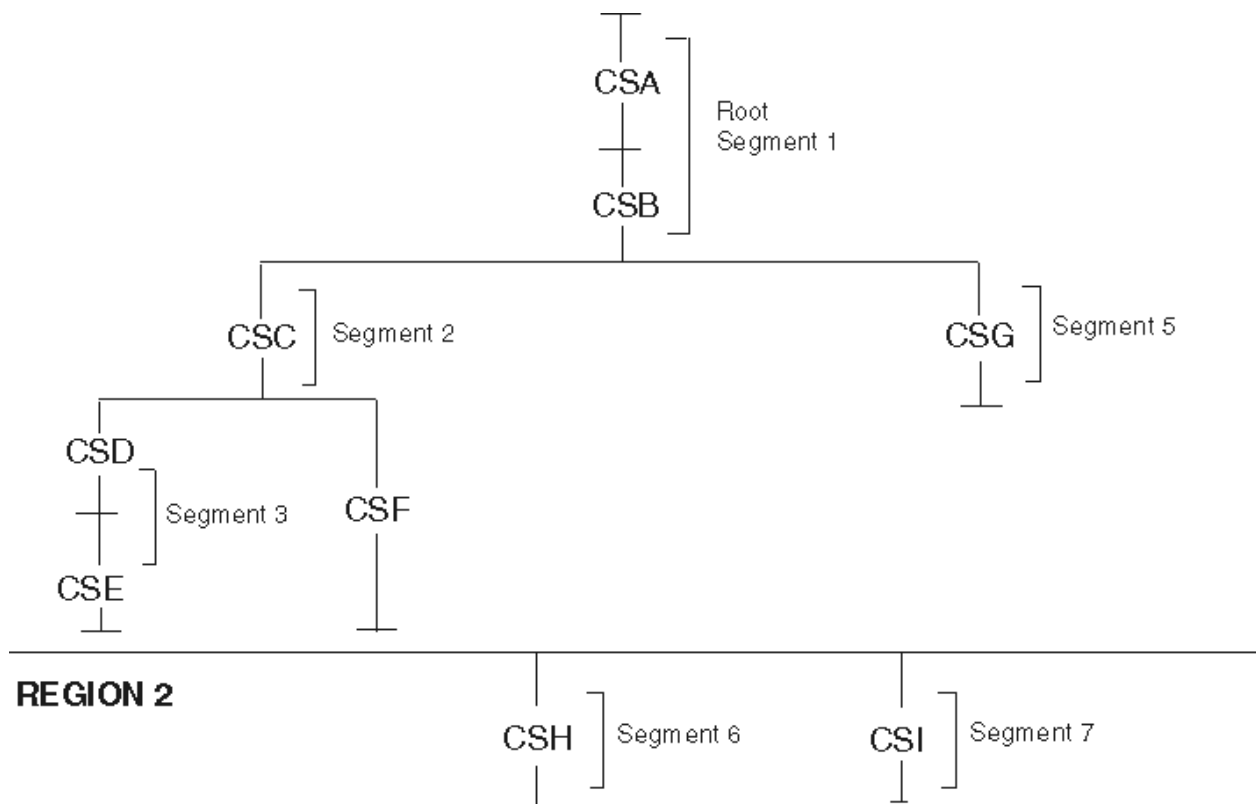 CSA
Root
Segment 1
CSB
CSC
Segment 2
CSG
Segment 5
CSD
Segment 3
CSF
CSE
REGION 2
CSH
Segment 6
CSI
Segment 7